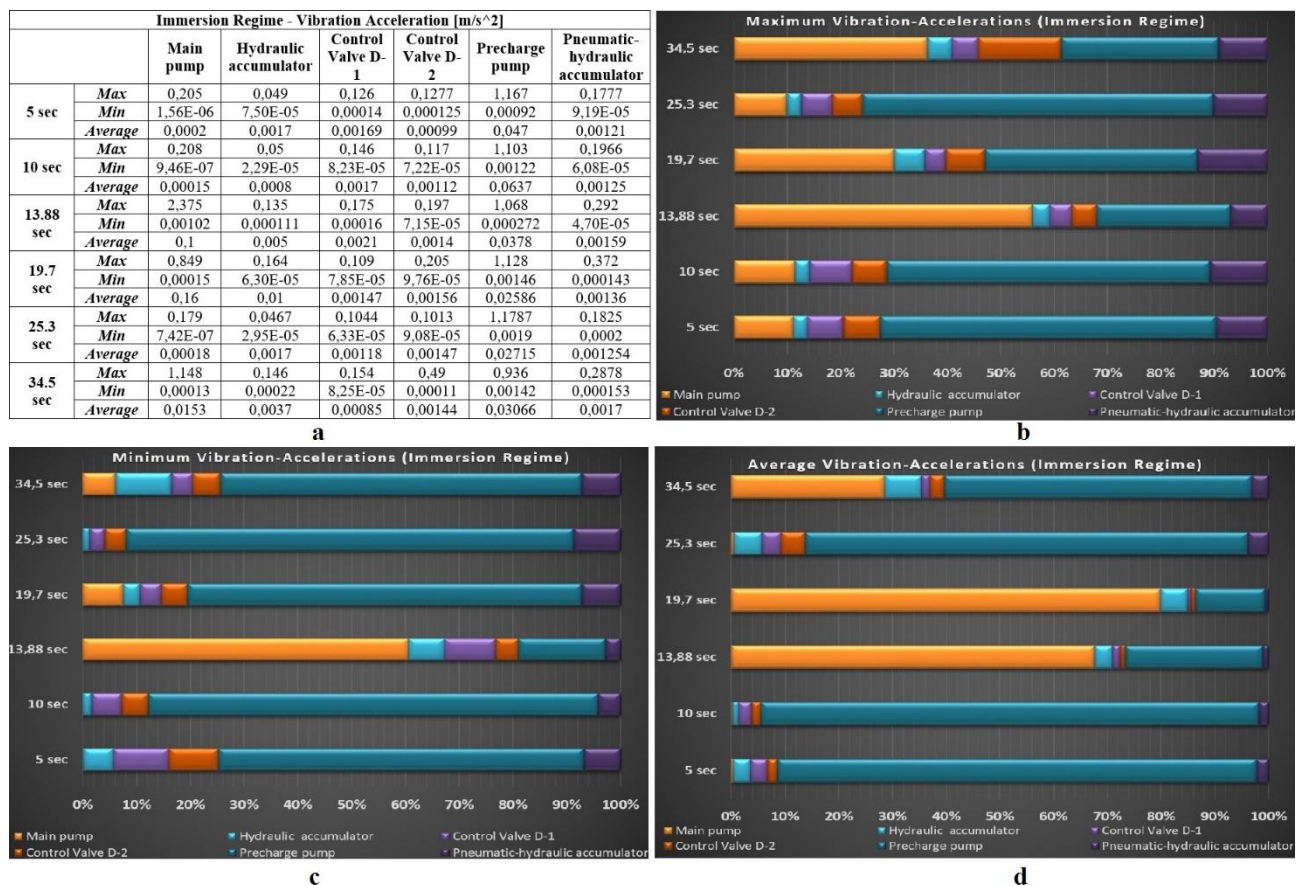 Immersion Regime - Vibration Acceleration [m/s^2]
Main pump Hydraulic accumulator Control Valve D-1 Control Valve D-2 Precharge pump Pneumatic-hydraulic accumulator
5 sec Max 0,205 0,049 0,126 0,1277 1,167 0,1777
Min 1,56E-06 7,50E-05 0,00014 0,000125 0,00092 9,19E-05
Average 0,0002 0,0017 0,00169 0,00099 0,047 0,00121
10 sec Max 0,208 0,05 0,146 0,117 1,103 0,1966
Min 9,46E-07 2,29E-05 8,23E-05 7,22E-05 0,00122 6,08E-05
Average 0,00015 0,0008 0,0017 0,00112 0,0637 0,00125
13.88 sec Max 2,375 0,135 0,175 0,197 1,068 0,292
Min 0,00102 0,000111 0,00016 7,15E-05 0,000272 4,70E-05
Average 0,1 0,005 0,0021 0,0014 0,0378 0,00159
19.7 sec Max 0,849 0,164 0,109 0,205 1,128 0,372
Min 0,00015 6,30E-05 7,85E-05 9,76E-05 0,00146 0,000143
Average 0,16 0,01 0,00147 0,00156 0,02586 0,00136
25.3 sec Max 0,179 0,0467 0,1044 0,1013 1,1787 0,1825
Min 7,42E-07 2,95E-05 6,33E-05 9,08E-05 0,0019 0,0002
Average 0,00018 0,0017 0,00118 0,00147 0,02715 0,001254
34.5 sec Max 1,148 0,146 0,154 0,49 0,936 0,2878
Min 0,00013 0,00022 8,25E-05 0,00011 0,00142 0,000153
Average 0,0153 0,0037 0,00085 0,00144 0,03066 0,0017
a
Maximum Vibration-Accelerations (Immersion Regime)
34,5 sec
25,3 sec
19,7 sec
13,88 sec
10 sec
5 sec
0% 10% 20% 30% 40% 50% 60% 70% 80% 90% 100%
Main pump Hydraulic accumulator Control Valve D-1
Control Valve D-2 Precharge pump Pneumatic-hydraulic accumulator
b
Minimum Vibration-Accelerations (Immersion Regime)
34,5 sec
25,3 sec
19,7 sec
13,88 sec
10 sec
5 sec
0% 10% 20% 30% 40% 50% 60% 70% 80% 90% 100%
Main pump Hydraulic accumulator Control Valve D-1
Control Valve D-2 Precharge pump Pneumatic-hydraulic accumulator
c
Average Vibration-Accelerations (Immersion Regime)
34,5 sec
25,3 sec
19,7 sec
13,88 sec
10 sec
5 sec
0% 10% 20% 30% 40% 50% 60% 70% 80% 90% 100%
Main pump Hydraulic accumulator Control Valve D-1
Control Valve D-2 Precharge pump Pneumatic-hydraulic accumulator
d